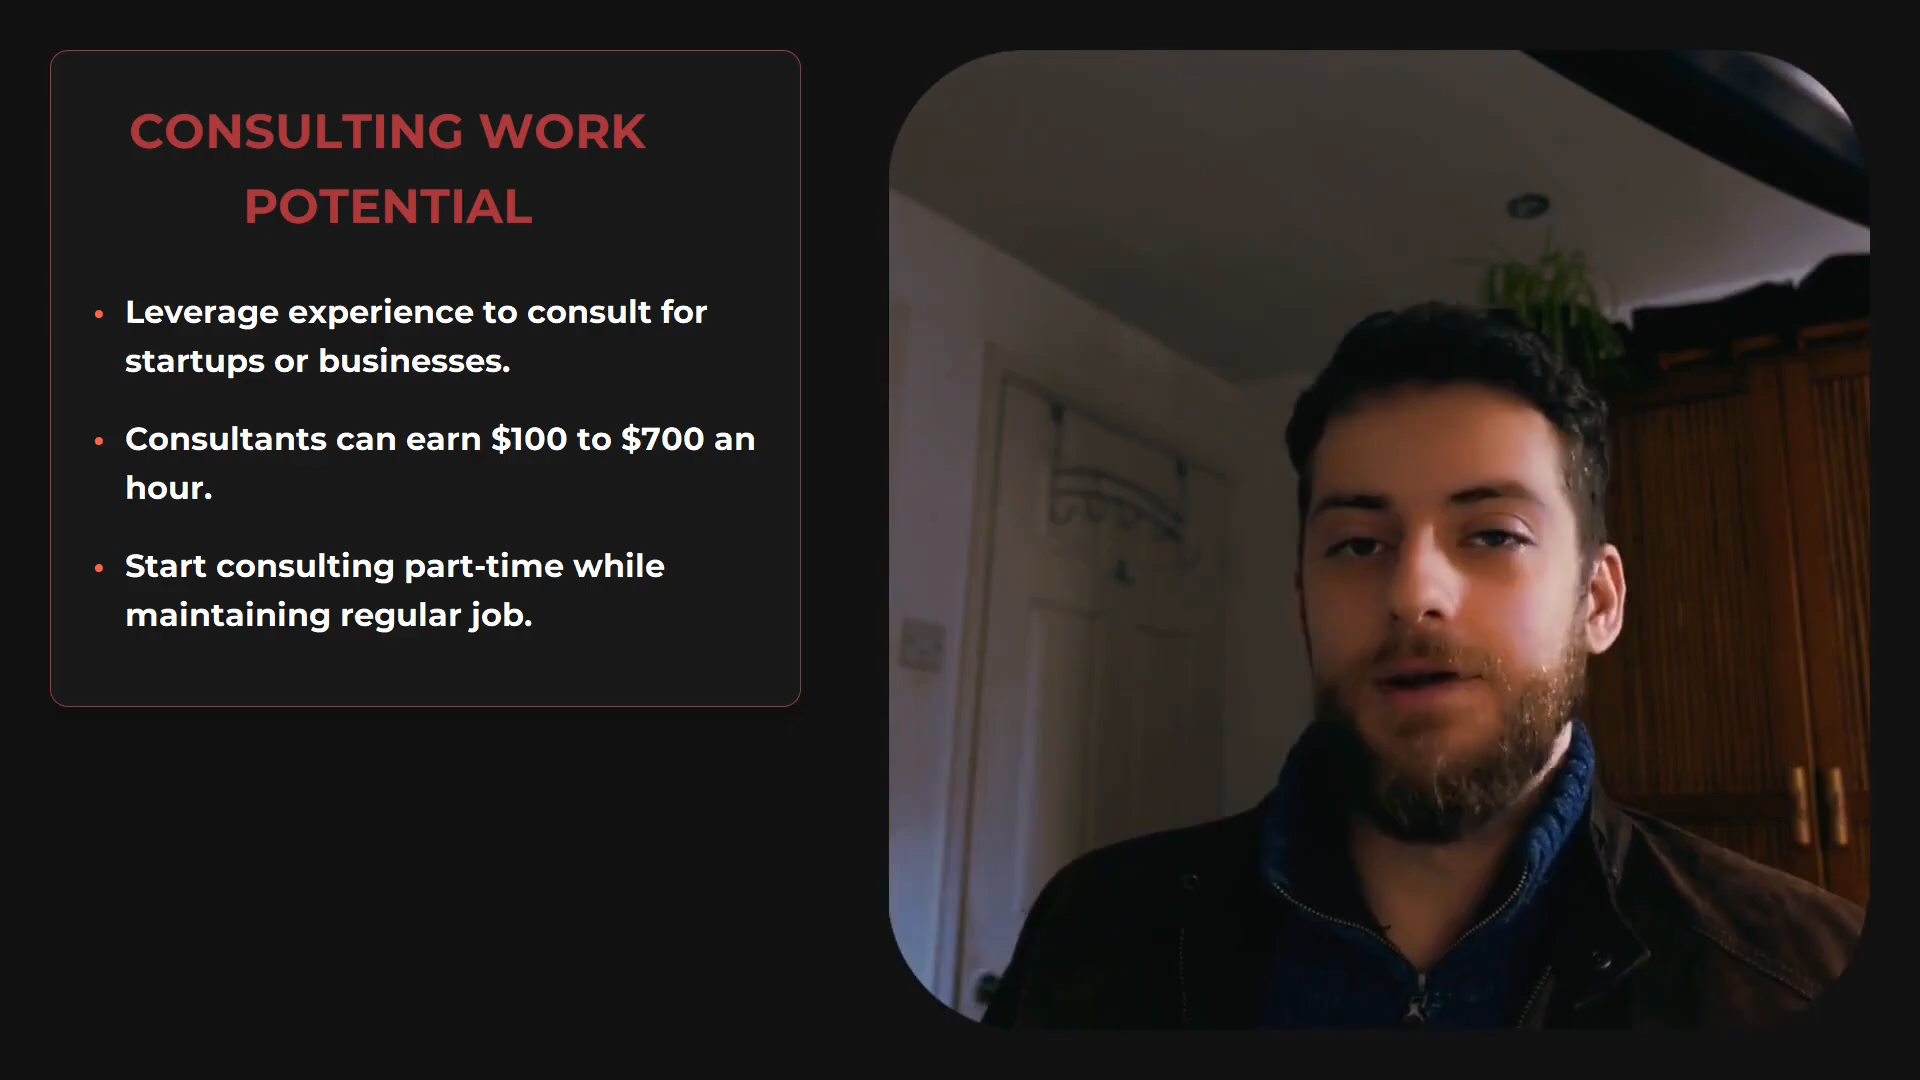 CONSULTING WORK
POTENTIAL
Leverage experience to consult for
startups or businesses.
Consultants can earn $100 to $700 an
hour.
Start consulting part-time while
maintaining regular job.